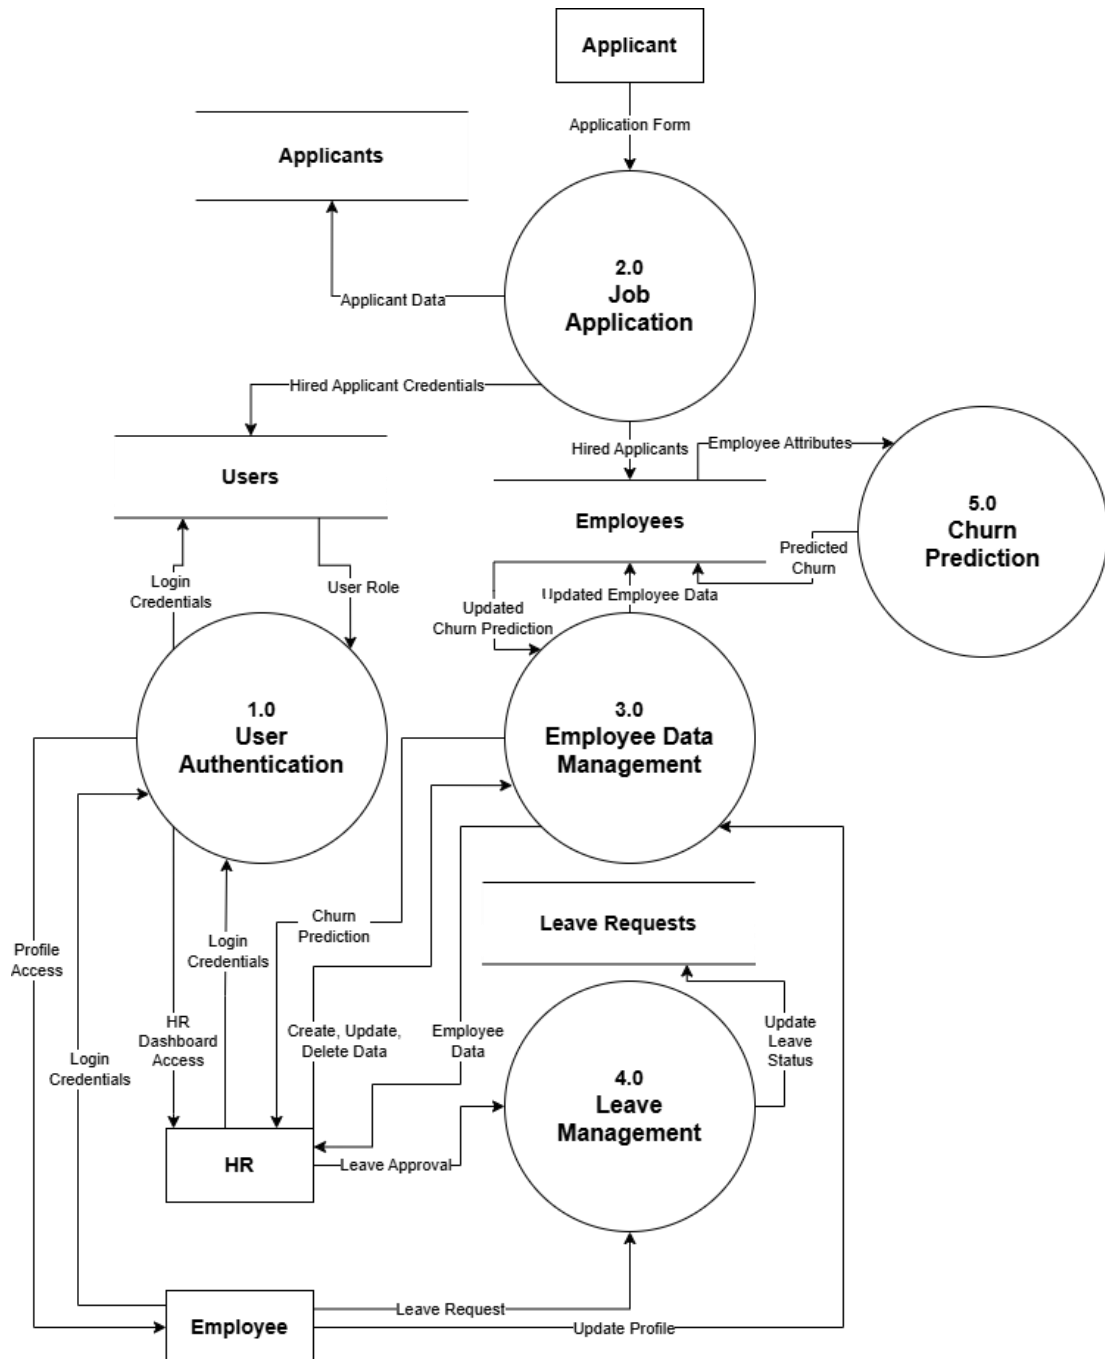 Applicant
Application Form
Applicants
2.0
Job
Application
Applicant Data
Hired Applicant Credentials
Hired Applicants
Employee Attributes
Users
Employees
5.0
Churn
Prediction
Predicted
Churn
Login
Credentials
User Role
Updated
Churn Prediction
Updated Employee Data
1.0
User
Authentication
3.0
Employee Data
Management
Profile
Access
Login
Credentials
Churn
Prediction
Leave Requests
HR
Dashboard
Access
Login
Credentials
Create, Update,
Delete Data
Employee
Data
Update
Leave
Status
4.0
Leave
Management
HR
Leave Approval
Employee
Leave Request
Update Profile